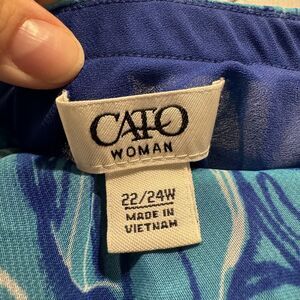 CATO
WOMAN
22/24W
MADE IN
VIETNAM